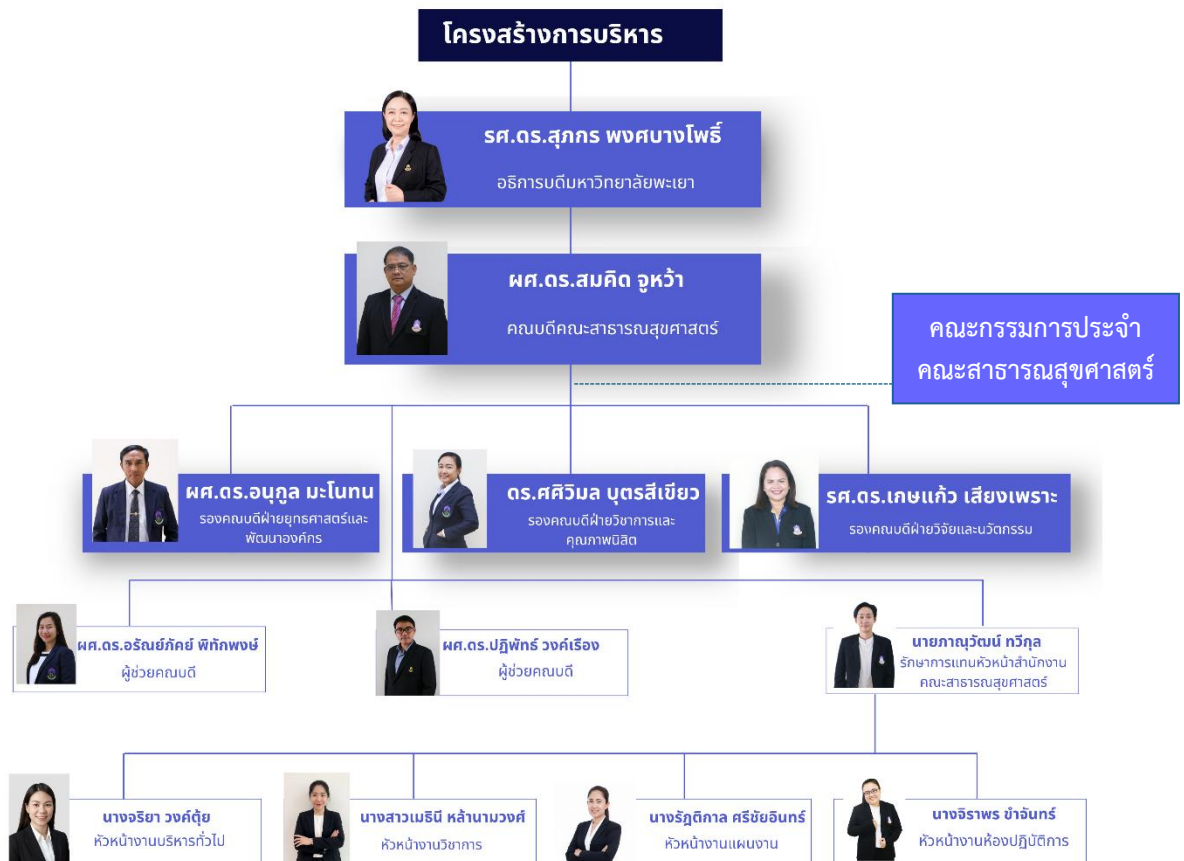 โครงสร้างการบริหาร
รศ.ดร.สุภกร พงศบางโพธิ์
อธิการบดีมหาวิทยาลัยพะเยา
ผศ.ดร.สมคิด จูหว้า
คณบดีคณะสาธารณสุขศาสตร์
คณะกรรมการประจำ
คณะสาธารณสุขศาสตร์
ผศ.ดร.อนุกูล มะโนทน
รองคณบดีฝ่ายยุทธศาสตร์และ
พัฒนาองค์กร
ดร.ศศิวิมล บุตรสีเขียว
รองคณบดีฝ่ายวิชาการและ
คุณภาพนิสิต
รศ.ดร.เกษแก้ว เสียงเพราะ
รองคณบดีฝ่ายวิจัยและนวัตกรรม
ผศ.ดร.อรัณย์ภัคย์ พิทักพงษ์
ผู้ช่วยคณบดี
ผศ.ดร.ปฏิพัทธ์ วงค์เรือง
ผู้ช่วยคณบดี
นายภาณุวัฒน์ ทวีกุล
รักษาการแทนหัวหน้าสำนักงาน
คณะสาธารณสุขศาสตร์
นางจริยา วงค์ตุ้ย
หัวหน้างานบริหารทั่วไป
นางสาวเมธินี หล้านามวงศ์
หัวหน้างานวิชาการ
นางรัฎติกาล ศรีชัยอินทร์
หัวหน้างานแผนงาน
นางจิราพร ขำจันทร์
หัวหน้างานห้องปฏิบัติการ